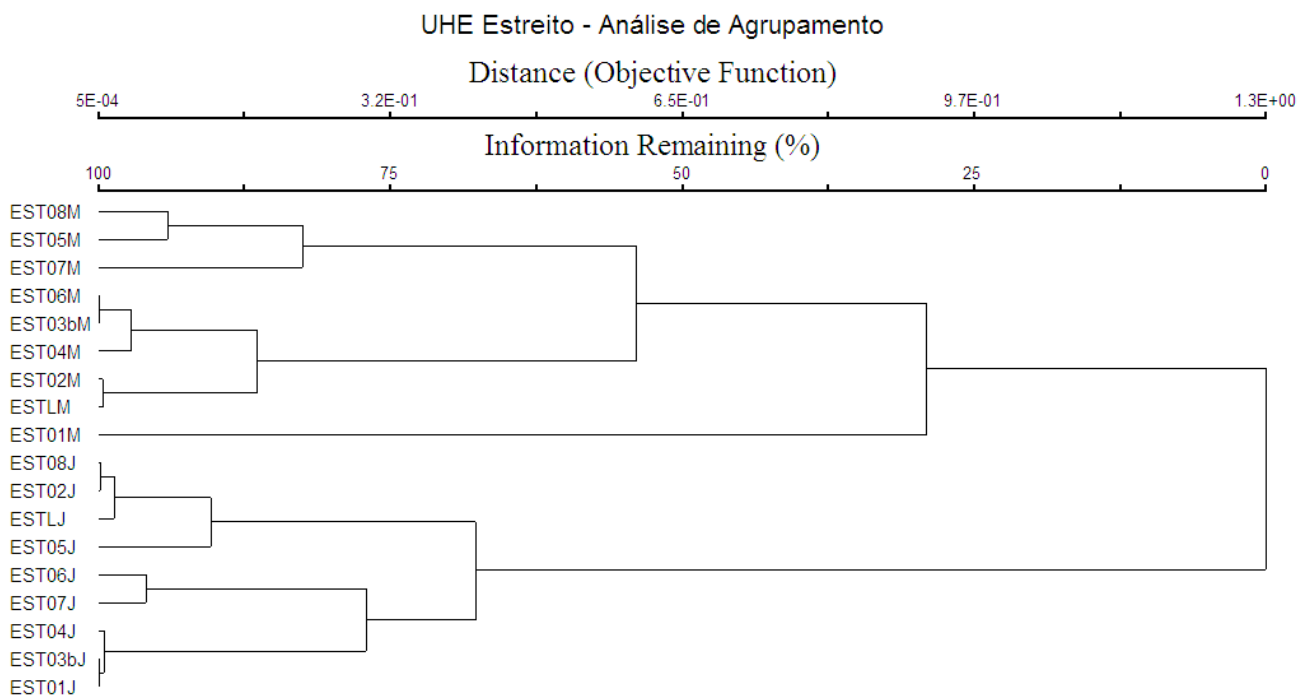 UHE Estreito - Análise de Agrupamento
Distance (Objective Function)
5E-04 3.2E-01 6.5E-01 9.7E-01 1.3E+00
Information Remaining (%)
100 75 50 25 0
EST08M
EST05M
EST07M
EST06M
EST03bM
EST04M
EST02M
ESTLM
EST01M
EST08J
EST02J
ESTLJ
EST05J
EST06J
EST07J
EST04J
EST03bJ
EST01J